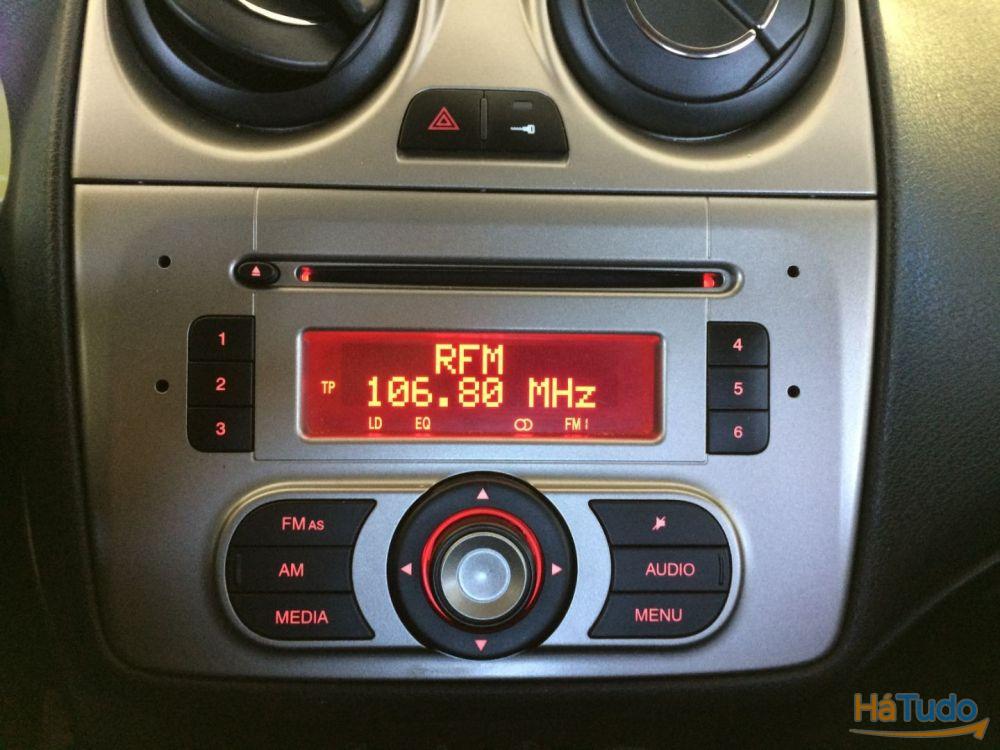 RFM
TP 106.80 MHz
LD EQ FM1
1
2
3
4
5
6
FM AS
AM
MEDIA
AUDIO
MENU
HáTudo